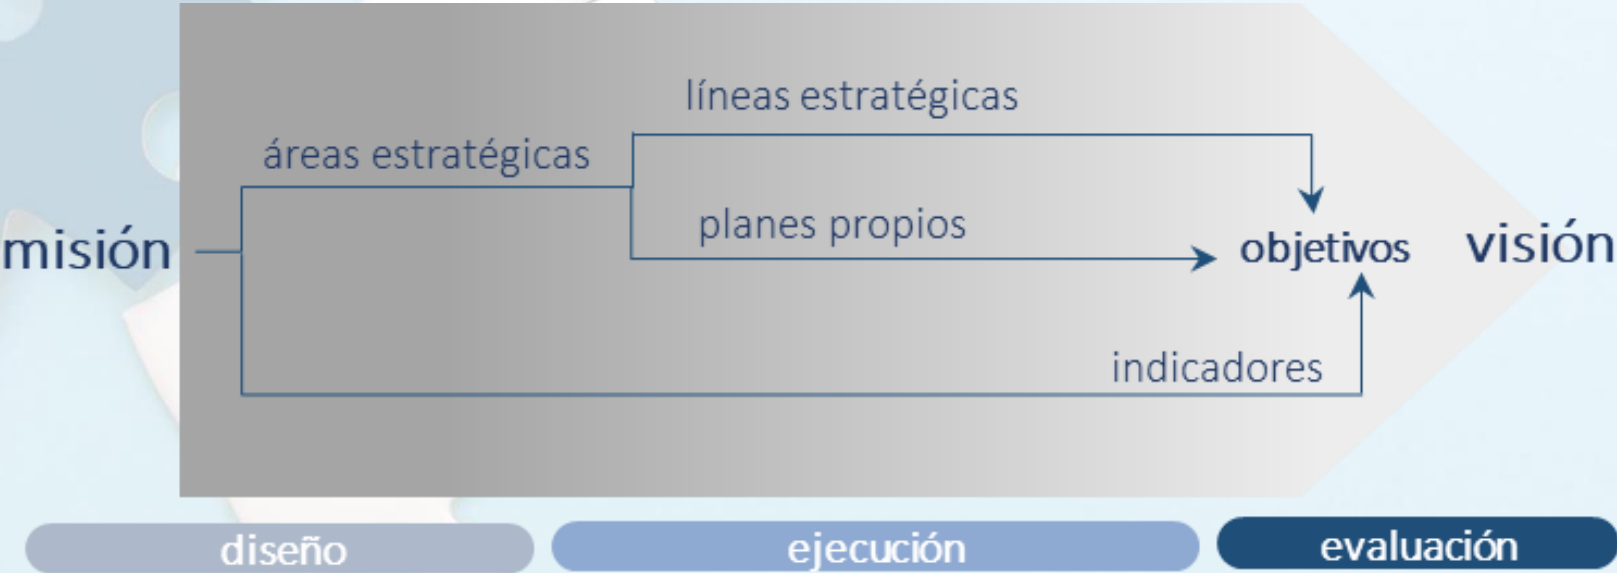 líneas estratégicas
áreas estratégicas
planes propios
misión
objetivos
visión
indicadores
diseño
ejecución
evaluación